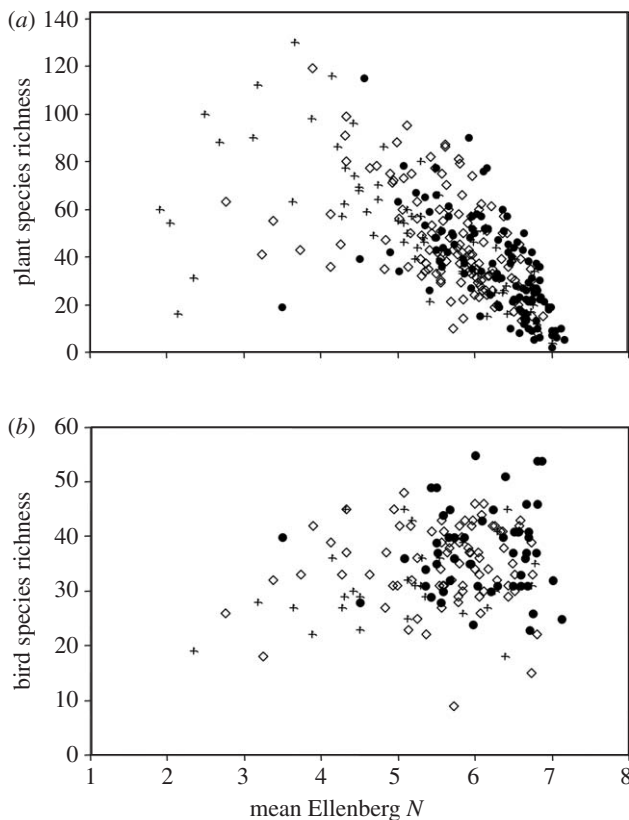 (a)
140
120
100
80
60
40
20
0
plant species richness
(b)
60
50
40
30
20
10
0
bird species richness
1 2 3 4 5 6 7 8
mean Ellenberg N